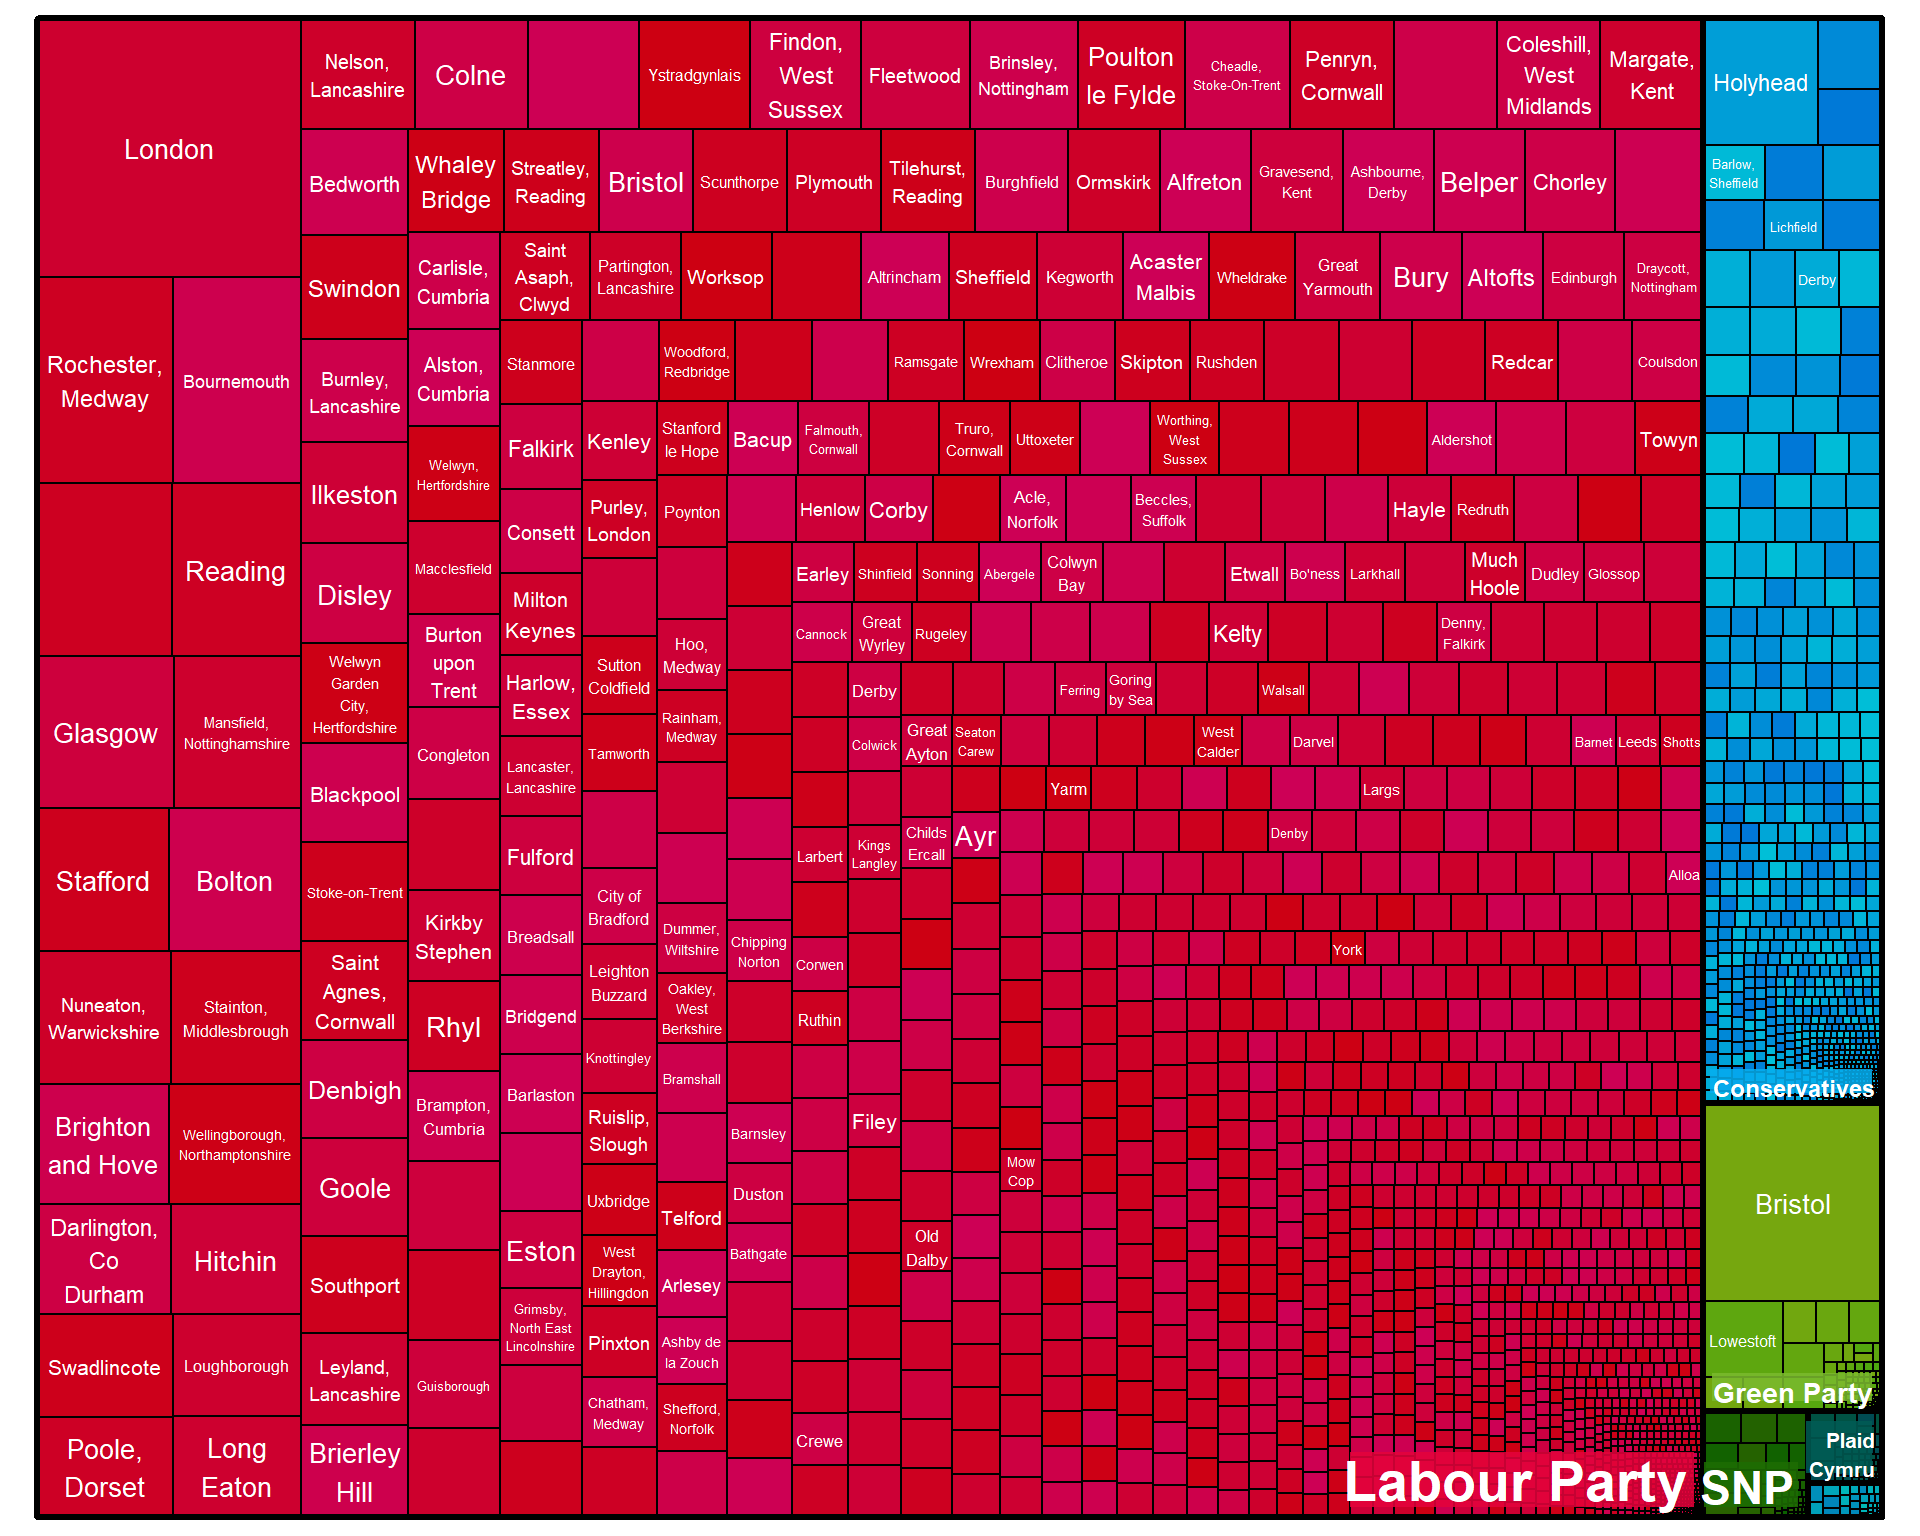 London
Rochester,
Medway
Bournemouth
Reading
Glasgow
Mansfield,
Nottinghamshire
Stafford
Bolton
Nuneaton,
Warwickshire
Stainton,
Middlesbrough
Brighton
and Hove
Wellingborough,
Northamptonshire
Darlington,
Co
Durham
Hitchin
Swadlincote
Loughborough
Poole,
Dorset
Long
Eaton
Nelson,
Lancashire
Colne
Ystradgynlais
Findon,
West
Sussex
Fleetwood
Brinsley,
Nottingham
Poulton
le Fylde
Cheadle,
Stoke-On-Trent
Penryn,
Cornwall
Coleshill,
West
Midlands
Margate,
Kent
Bedworth
Swindon
Burnley,
Lancashire
Ilkeston
Disley
Welwyn
Garden
City,
Hertfordshire
Blackpool
Stoke-on-Trent
Saint
Agnes,
Cornwall
Denbigh
Goole
Southport
Leyland,
Lancashire
Brierley
Hill
Whaley
Bridge
Streatley,
Reading
Bristol
Scunthorpe
Plymouth
Tilehurst,
Reading
Burghfield
Ormskirk
Alfreton
Gravesend,
Kent
Ashbourne,
Derby
Belper
Chorley
Carlisle,
Cumbria
Alston,
Cumbria
Welwyn,
Hertfordshire
Macclesfield
Burton
upon
Trent
Congleton
Kirkby
Stephen
Rhyl
Brampton,
Cumbria
Guisborough
Saint
Asaph,
Clwyd
Partington,
Lancashire
Worksop
Altrincham
Sheffield
Kegworth
Acaster
Malbis
Wheldrake
Great
Yarmouth
Bury
Altofts
Edinburgh
Draycott,
Nottingham
Stanmore
Falkirk
Consett
Milton
Keynes
Harlow,
Essex
Lancaster,
Lancashire
Fulford
Breadsall
Bridgend
Barlaston
Eston
Grimsby,
North East
Lincolnshire
Woodford,
Redbridge
Ramsgate
Wrexham
Clitheroe
Skipton
Rushden
Redcar
Coulsdon
Kenley
Purley,
London
Sutton
Coldfield
Tamworth
City of
Bradford
Leighton
Buzzard
Knottingley
Ruislip,
Slough
Uxbridge
West
Drayton,
Hillingdon
Pinxton
Chatham,
Medway
Stanford
le Hope
Bacup
Falmouth,
Cornwall
Truro,
Cornwall
Uttoxeter
Worthing,
West
Sussex
Aldershot
Towyn
Poynton
Hoo,
Medway
Rainham,
Medway
Dummer,
Wiltshire
Oakley,
West
Berkshire
Bramshall
Telford
Arlesey
Ashby de
la Zouch
Shefford,
Norfolk
Henlow
Corby
Acle,
Norfolk
Beccles,
Suffolk
Hayle
Redruth
Chipping
Norton
Barnsley
Duston
Bathgate
Earley
Shinfield
Sonning
Abergele
Colwyn
Bay
Etwall
Bo'ness
Larkhall
Much
Hoole
Dudley
Glossop
Cannock
Great
Wyrley
Rugeley
Kelty
Denny,
Falkirk
Larbert
Corwen
Ruthin
Crewe
Derby
Ferring
Goring
by Sea
Walsall
Colwick
Kings
Langley
Filey
Great
Ayton
Seaton
Carew
West
Calder
Darvel
Barnet
Leeds
Shotts
Childs
Ercall
Old
Dalby
Yarm
Largs
Ayr
Denby
Alloa
York
Mow
Cop
Labour Party
Holyhead
Barlow,
Sheffield
Lichfield
Derby
Conservatives
Bristol
Lowestoft
Green Party
SNP
Plaid
Cymru